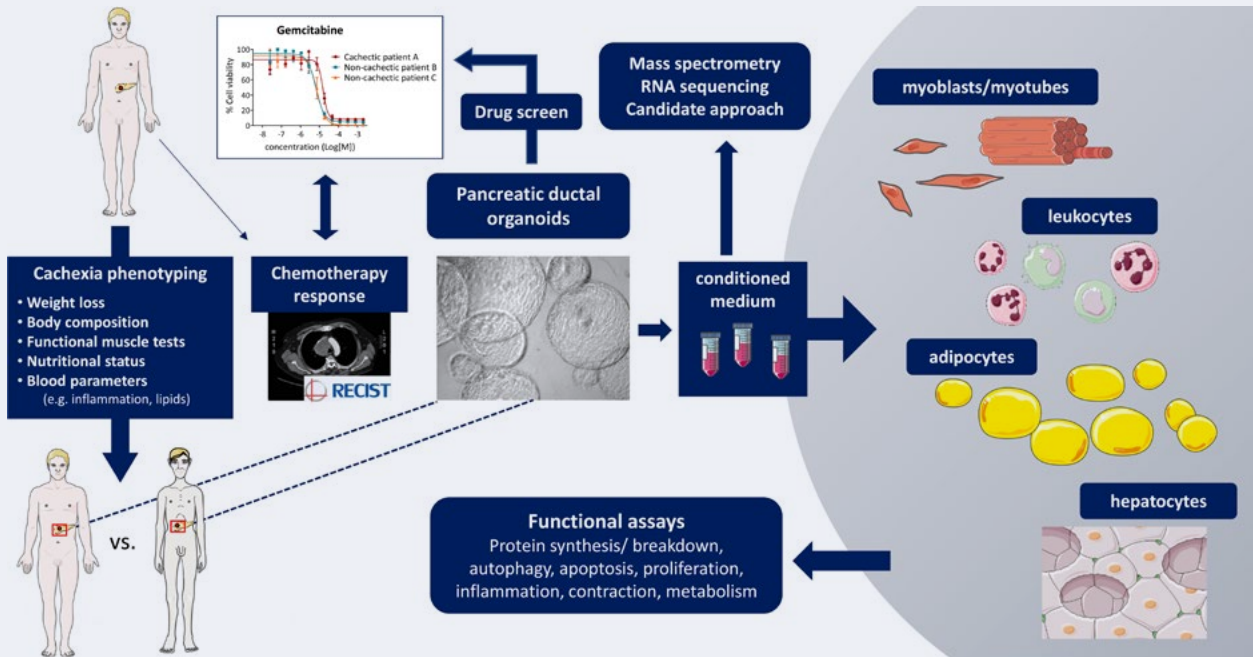 Gemcitabine
% Cell viability
100
80
60
40
20
0
-8 -7 -6 -5 -4 -3 -2
concentration (Log[M])
Cachectic patient A
Non-cachectic patient B
Non-cachectic patient C
Drug screen
Mass spectrometry
RNA sequencing
Candidate approach
myoblasts/myotubes
Pancreatic ductal
organoids
leukocytes
Cachexia phenotyping
• Weight loss
• Body composition
• Functional muscle tests
• Nutritional status
• Blood parameters
(e.g. inflammation, lipids)
Chemotherapy
response
RECIST
conditioned
medium
adipocytes
hepatocytes
vs.
Functional assays
Protein synthesis/ breakdown,
autophagy, apoptosis, proliferation,
inflammation, contraction, metabolism